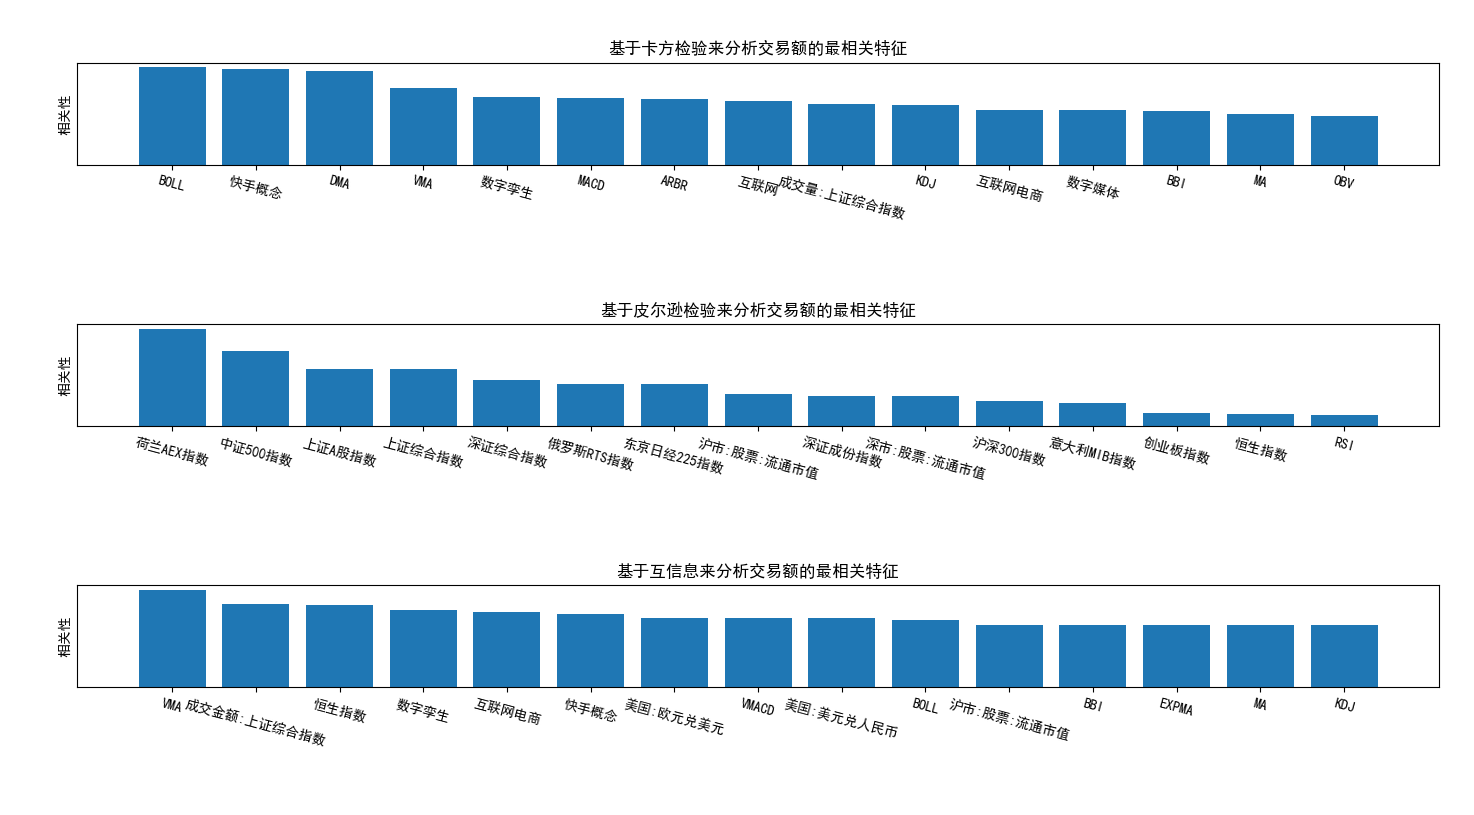 基于卡方检验来分析交易额的最相关特征
相关性
BOLL 快手概念 DMA VMA 数字孪生 MACD ARBR 互联网 成交量:上证综合指数 KDJ 互联网电商 数字媒体 BBI MA OBV
基于皮尔逊检验来分析交易额的最相关特征
相关性
荷兰AEX指数 中证500指数 上证A股指数 上证综合指数 深证综合指数 俄罗斯RTS指数 东京日经225指数 沪市:股票:流通市值 深证成份指数 深市:股票:流通市值 沪深300指数 意大利MIB指数 创业板指数 恒生指数 RSI
基于互信息来分析交易额的最相关特征
相关性
VMA 成交金额:上证综合指数 恒生指数 数字孪生 互联网电商 快手概念 美国:欧元兑美元 VMACD 美国:美元兑人民币 BOLL 沪市:股票:流通市值 BBI EXPMA MA KDJ